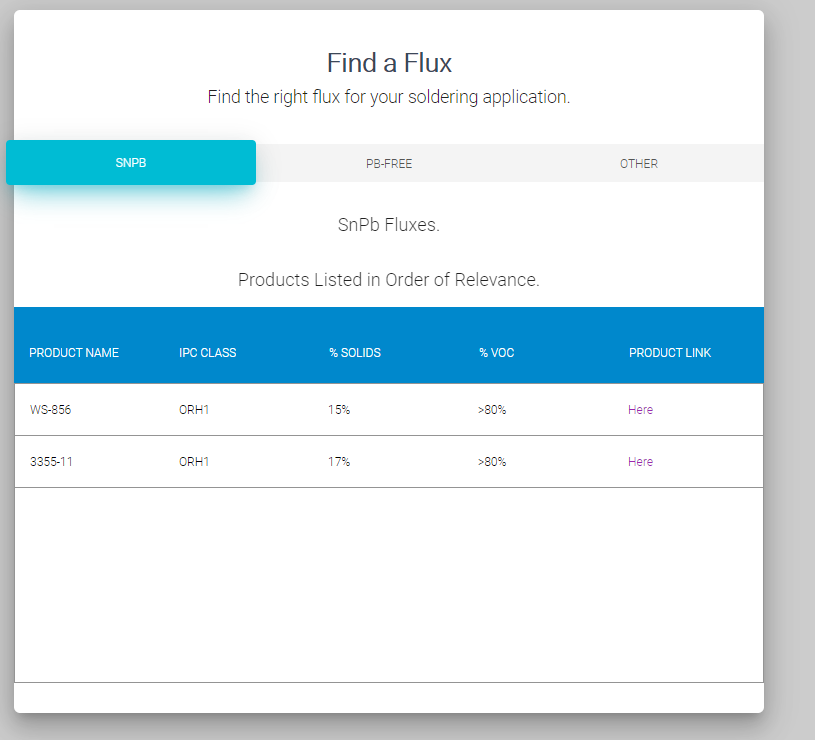 Find a Flux
Find the right flux for your soldering application.
SNPB PB-FREE OTHER
SnPb Fluxes.
Products Listed in Order of Relevance.
PRODUCT NAME IPC CLASS % SOLIDS % VOC PRODUCT LINK
WS-856 ORH1 15% >80% Here
3355-11 ORH1 17% >80% Here